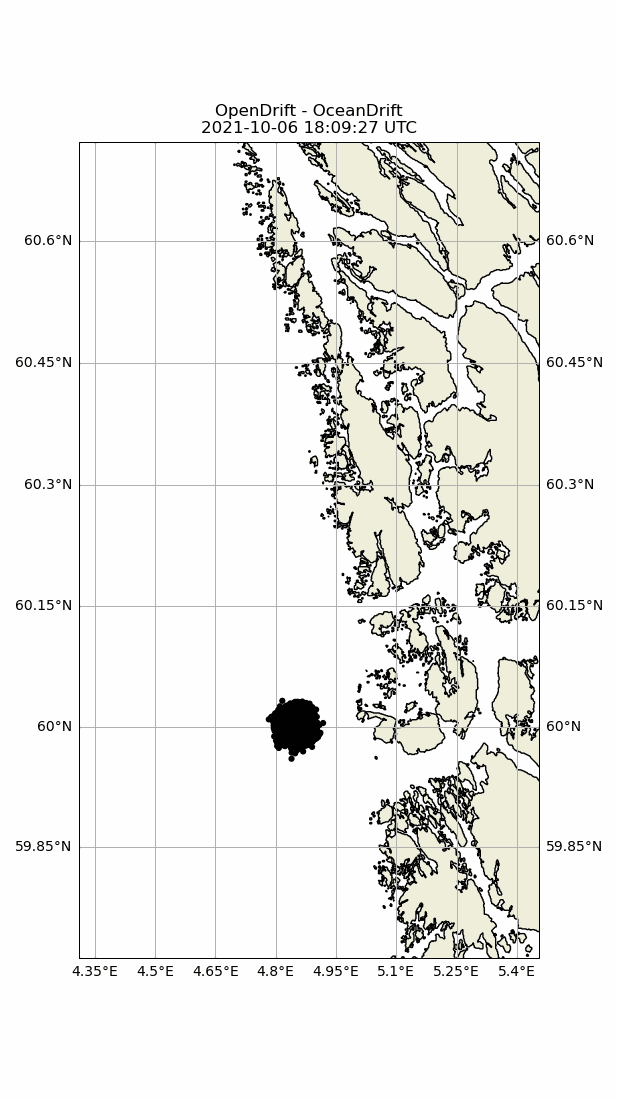 OpenDrift - OceanDrift
2021-10-06 18:09:27 UTC
60.6°N 60.6°N
60.45°N 60.45°N
60.3°N 60.3°N
60.15°N 60.15°N
60°N 60°N
59.85°N 59.85°N
4.35°E 4.5°E 4.65°E 4.8°E 4.95°E 5.1°E 5.25°E 5.4°E